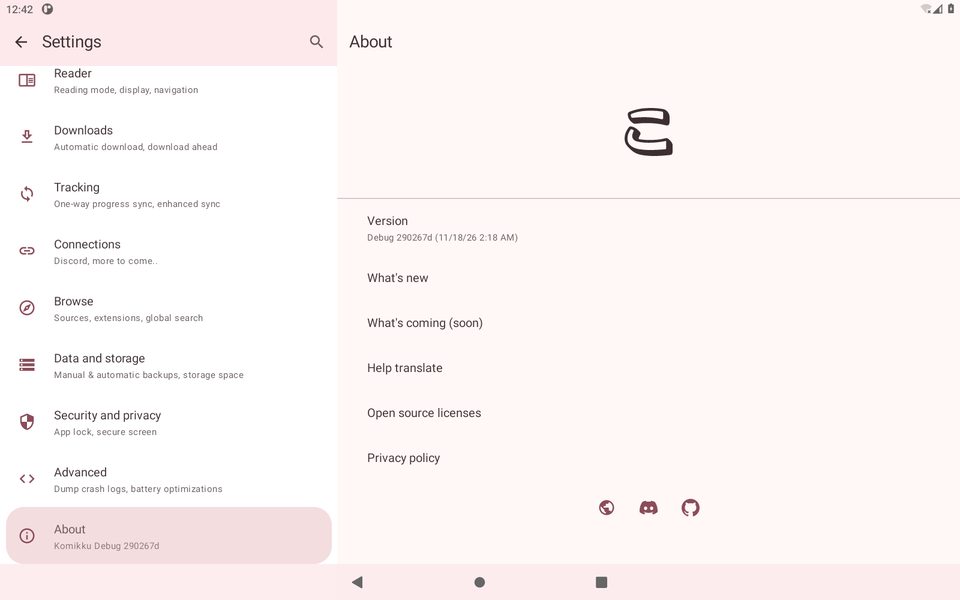 12:42
Settings
Reader
Reading mode, display, navigation
Downloads
Automatic download, download ahead
Tracking
One-way progress sync, enhanced sync
Connections
Discord, more to come..
Browse
Sources, extensions, global search
Data and storage
Manual & automatic backups, storage space
Security and privacy
App lock, secure screen
Advanced
Dump crash logs, battery optimizations
About
Komikku Debug 290267d
About
Version
Debug 290267d (11/18/26 2:18 AM)
What's new
What's coming (soon)
Help translate
Open source licenses
Privacy policy